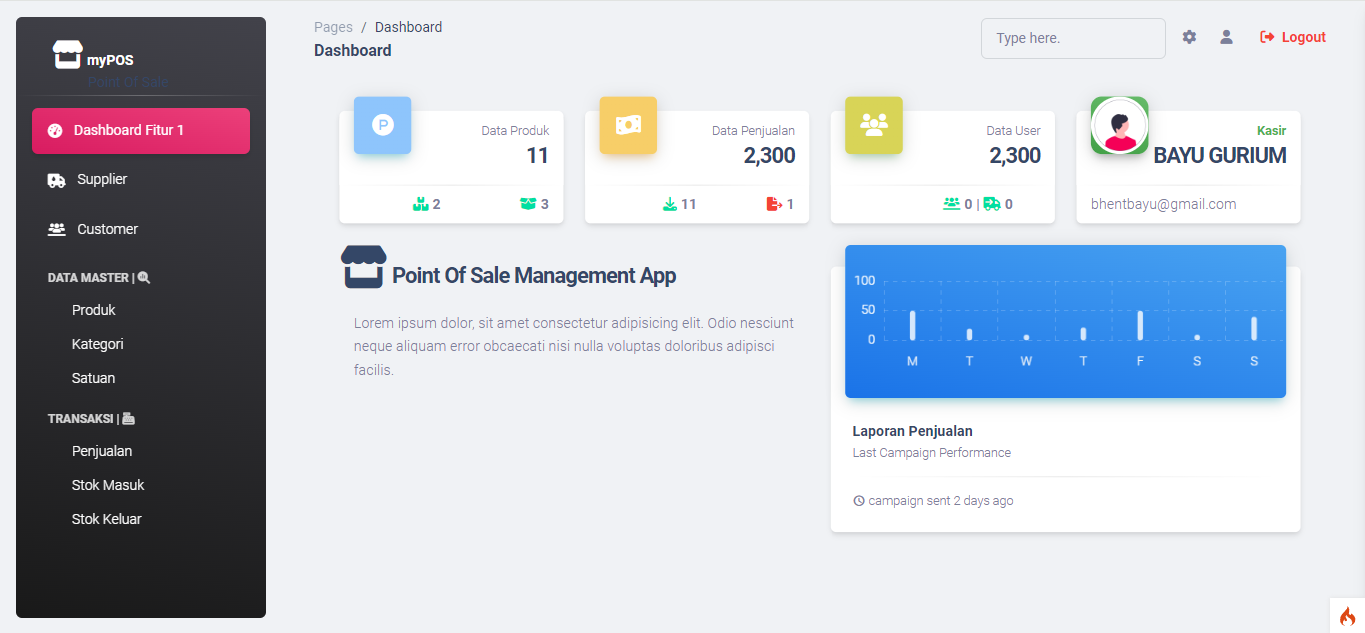 myPOS
Point Of Sale
Dashboard Fitur 1
Supplier
Customer
DATA MASTER |
Produk
Kategori
Satuan
TRANSAKSI |
Penjualan
Stok Masuk
Stok Keluar
Pages / Dashboard
Dashboard
Type here.
Logout
P
Data Produk
11
2 3
Data Penjualan
2,300
11 1
Data User
2,300
0 | 0
Kasir
BAYU GURIUM
bhentbayu@gmail.com
Point Of Sale Management App
Lorem ipsum dolor, sit amet consectetur adipisicing elit. Odio nesciunt
neque aliquam error obcaecati nisi nulla voluptas doloribus adipisci
facilis.
100
50
0
M T W T F S S
Laporan Penjualan
Last Campaign Performance
campaign sent 2 days ago